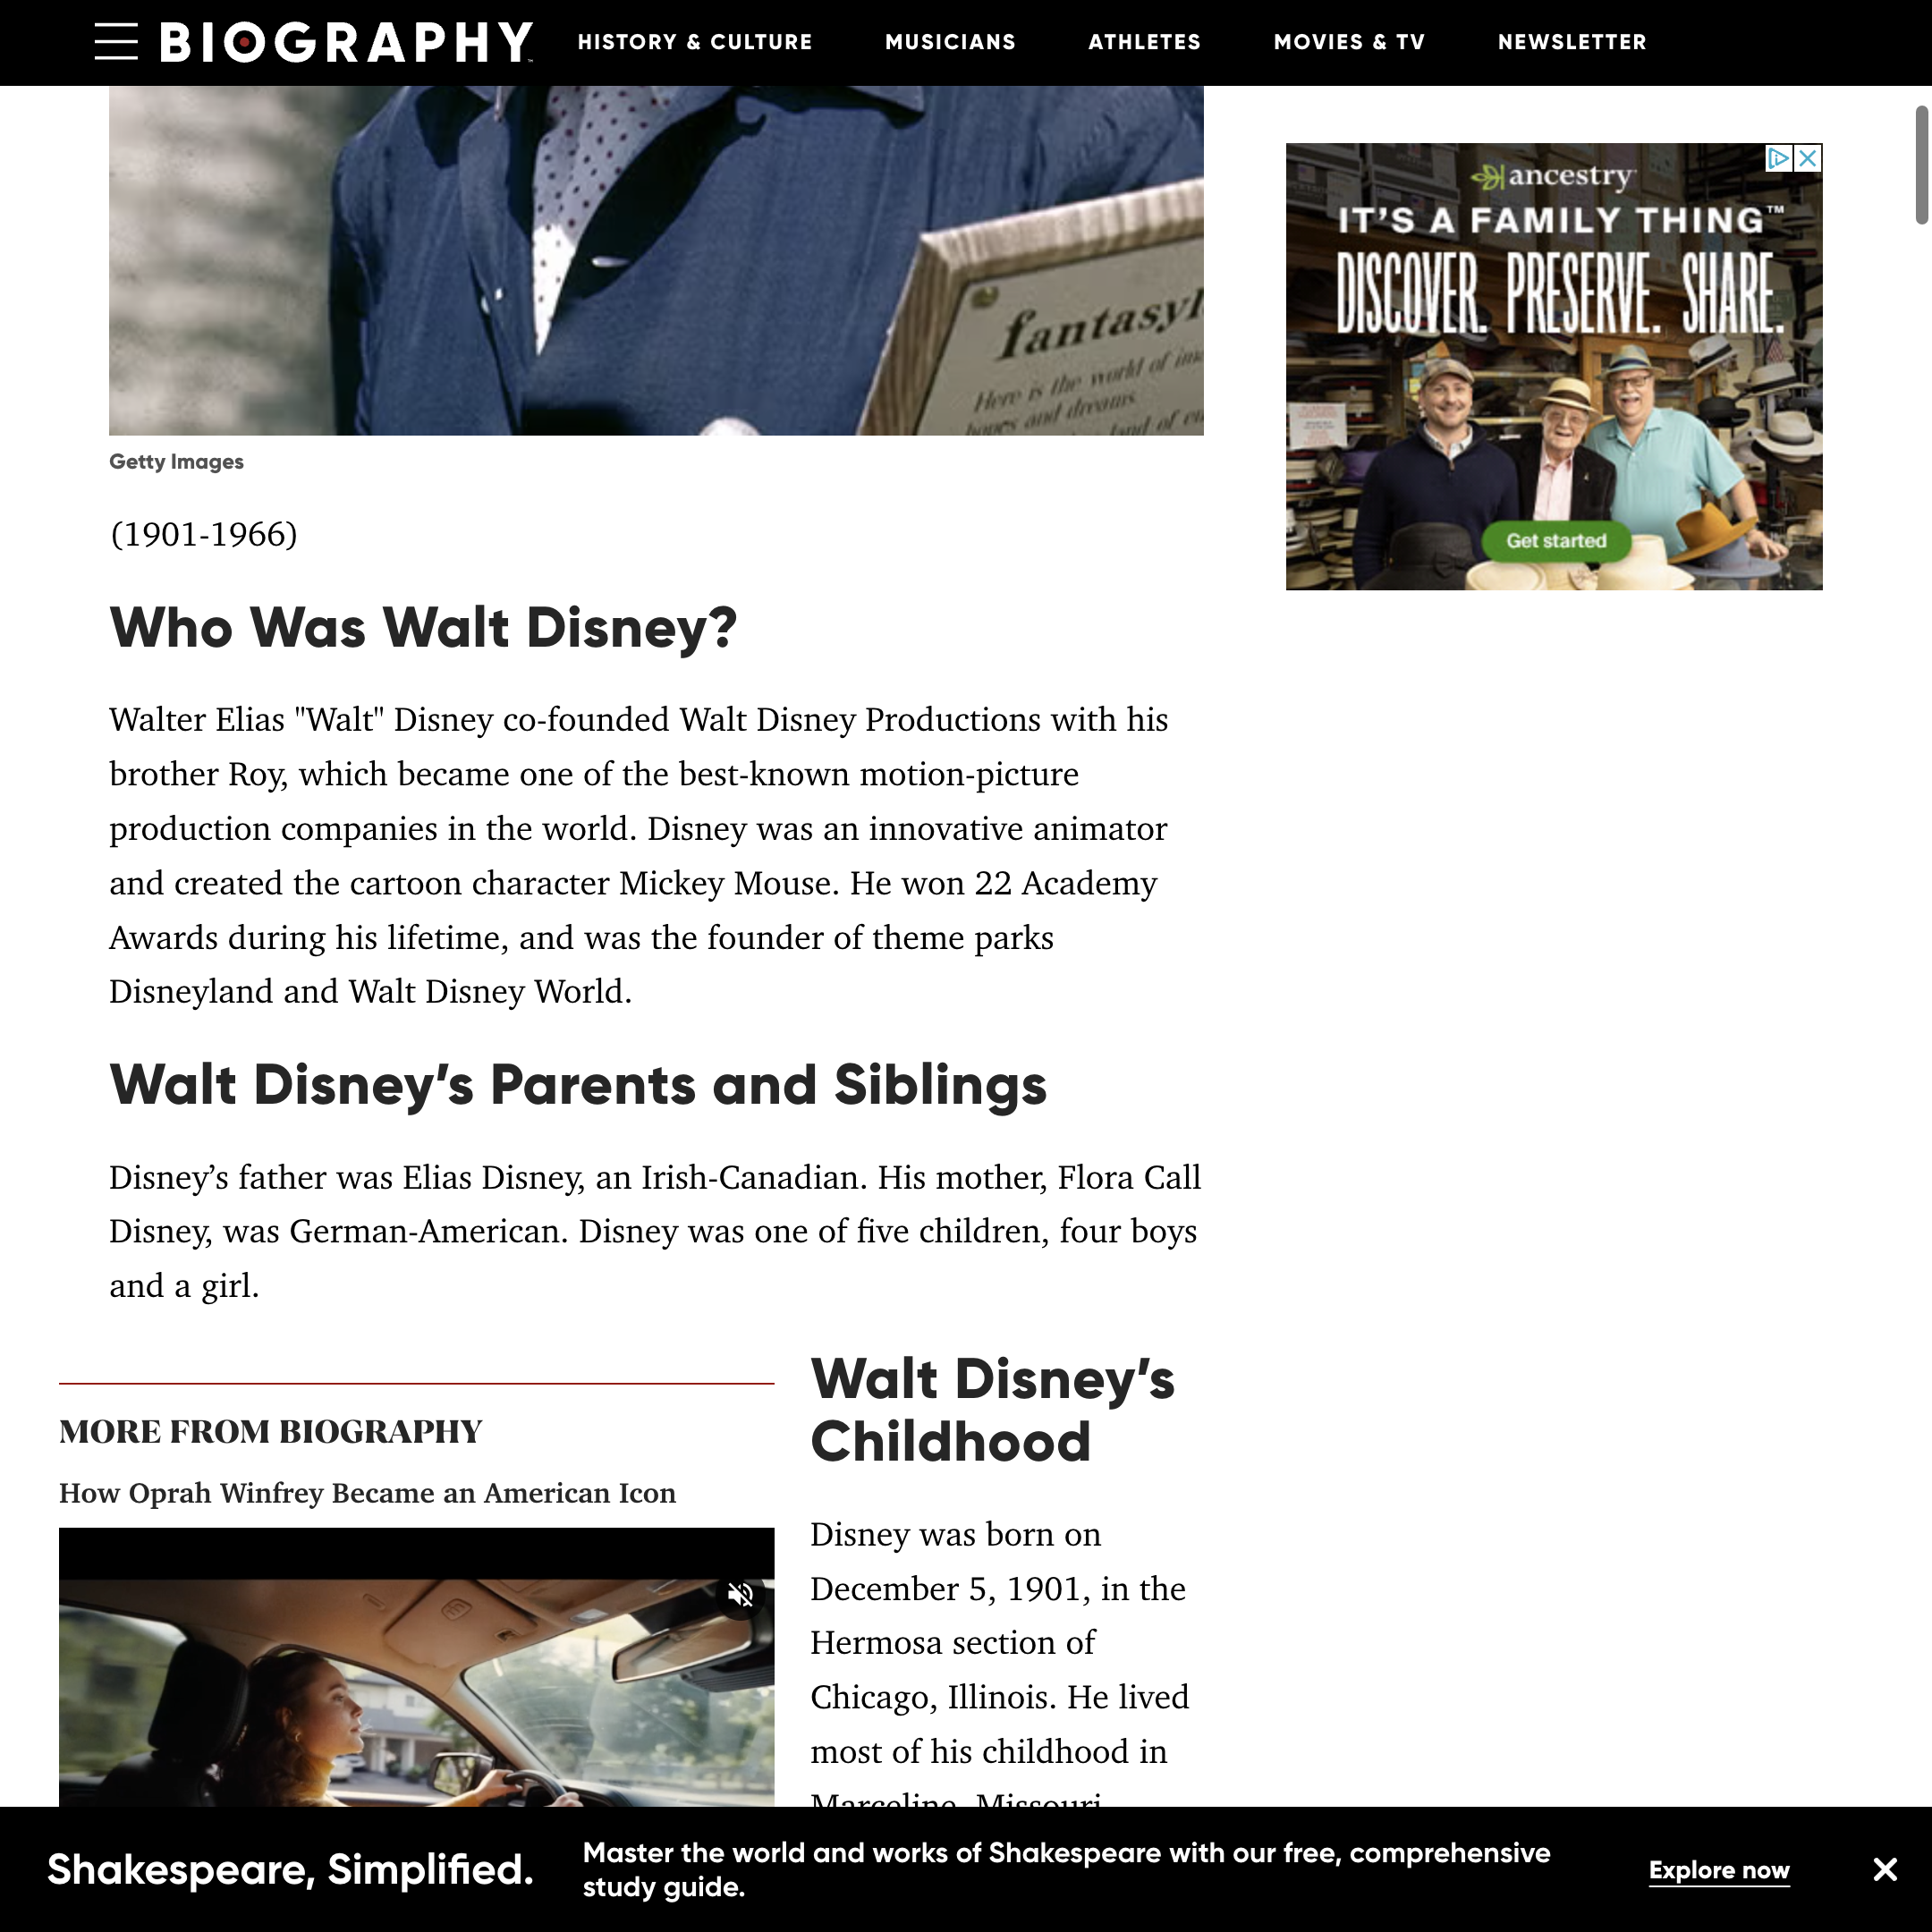 BIOGRAPHY
HISTORY & CULTURE
MUSICIANS
ATHLETES
MOVIES & TV
NEWSLETTER
fantasyl
Here is the world of im
hopes and dreams.
land of en
Getty Images
(1901-1966)
Who Was Walt Disney?
Walter Elias "Walt" Disney co-founded Walt Disney Productions with his
brother Roy, which became one of the best-known motion-picture
production companies in the world. Disney was an innovative animator
and created the cartoon character Mickey Mouse. He won 22 Academy
Awards during his lifetime, and was the founder of theme parks
Disneyland and Walt Disney World.
Walt Disney’s Parents and Siblings
Disney’s father was Elias Disney, an Irish-Canadian. His mother, Flora Call
Disney, was German-American. Disney was one of five children, four boys
and a girl.
MORE FROM BIOGRAPHY
How Oprah Winfrey Became an American Icon
Walt Disney’s
Childhood
Disney was born on
December 5, 1901, in the
Hermosa section of
Chicago, Illinois. He lived
most of his childhood in
Marceline, Missouri,
ancestry
IT’S A FAMILY THING™
DISCOVER. PRESERVE. SHARE.
Get started
Shakespeare, Simplified.
Master the world and works of Shakespeare with our free, comprehensive
study guide.
Explore now